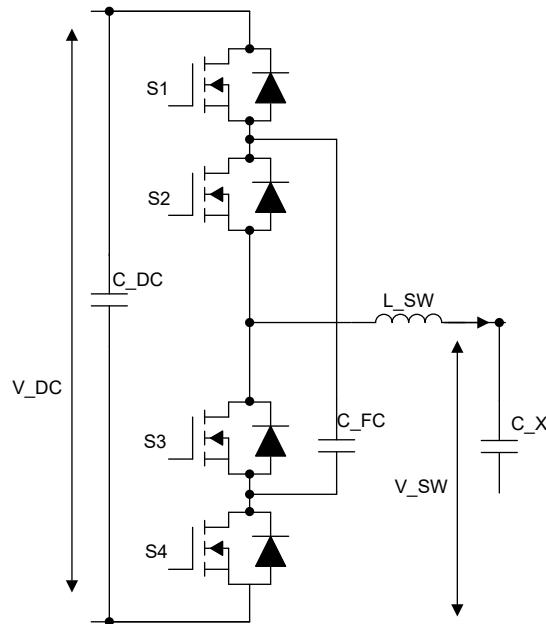 S1
S2
C_DC
L_SW
V_DC
C_FC
C_X
S3
V_SW
S4